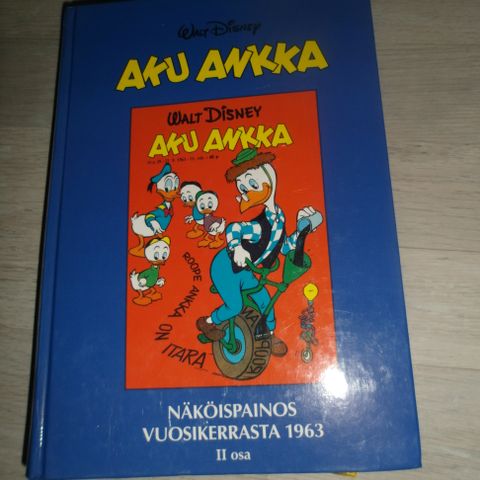 WALT DISNEY
AKU ANKKA
WALT DISNEY
AKU ANKKA
ROOPE ANKKA ON ITARA
NÄKÖISPAINOS
VUOSIKERRASTA 1963
II osa